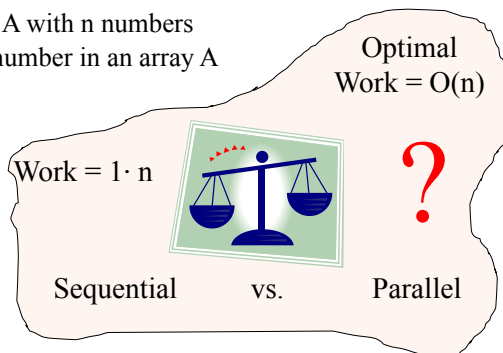 A with n numbers
number in an array A
Optimal
Work = O(n)
Work = 1· n
?
Sequential vs. Parallel